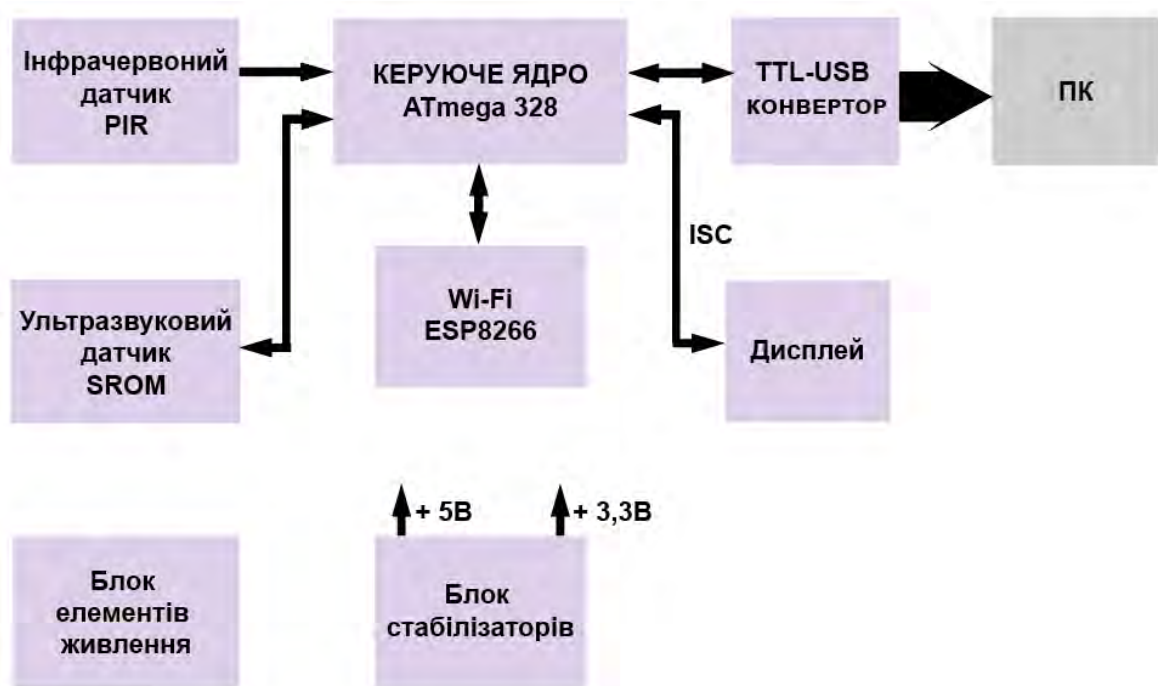 Інфрачервоний
датчик
PIR
КЕРУЮЧЕ ЯДРО
ATmega 328
TTL-USB
КОНВЕРТОР
ПК
ISC
Ультразвуковий
датчик
SROM
Wi-Fi
ESP8266
Дисплей
+ 5В
+ 3,3В
Блок
елементів
живлення
Блок
стабілізаторів